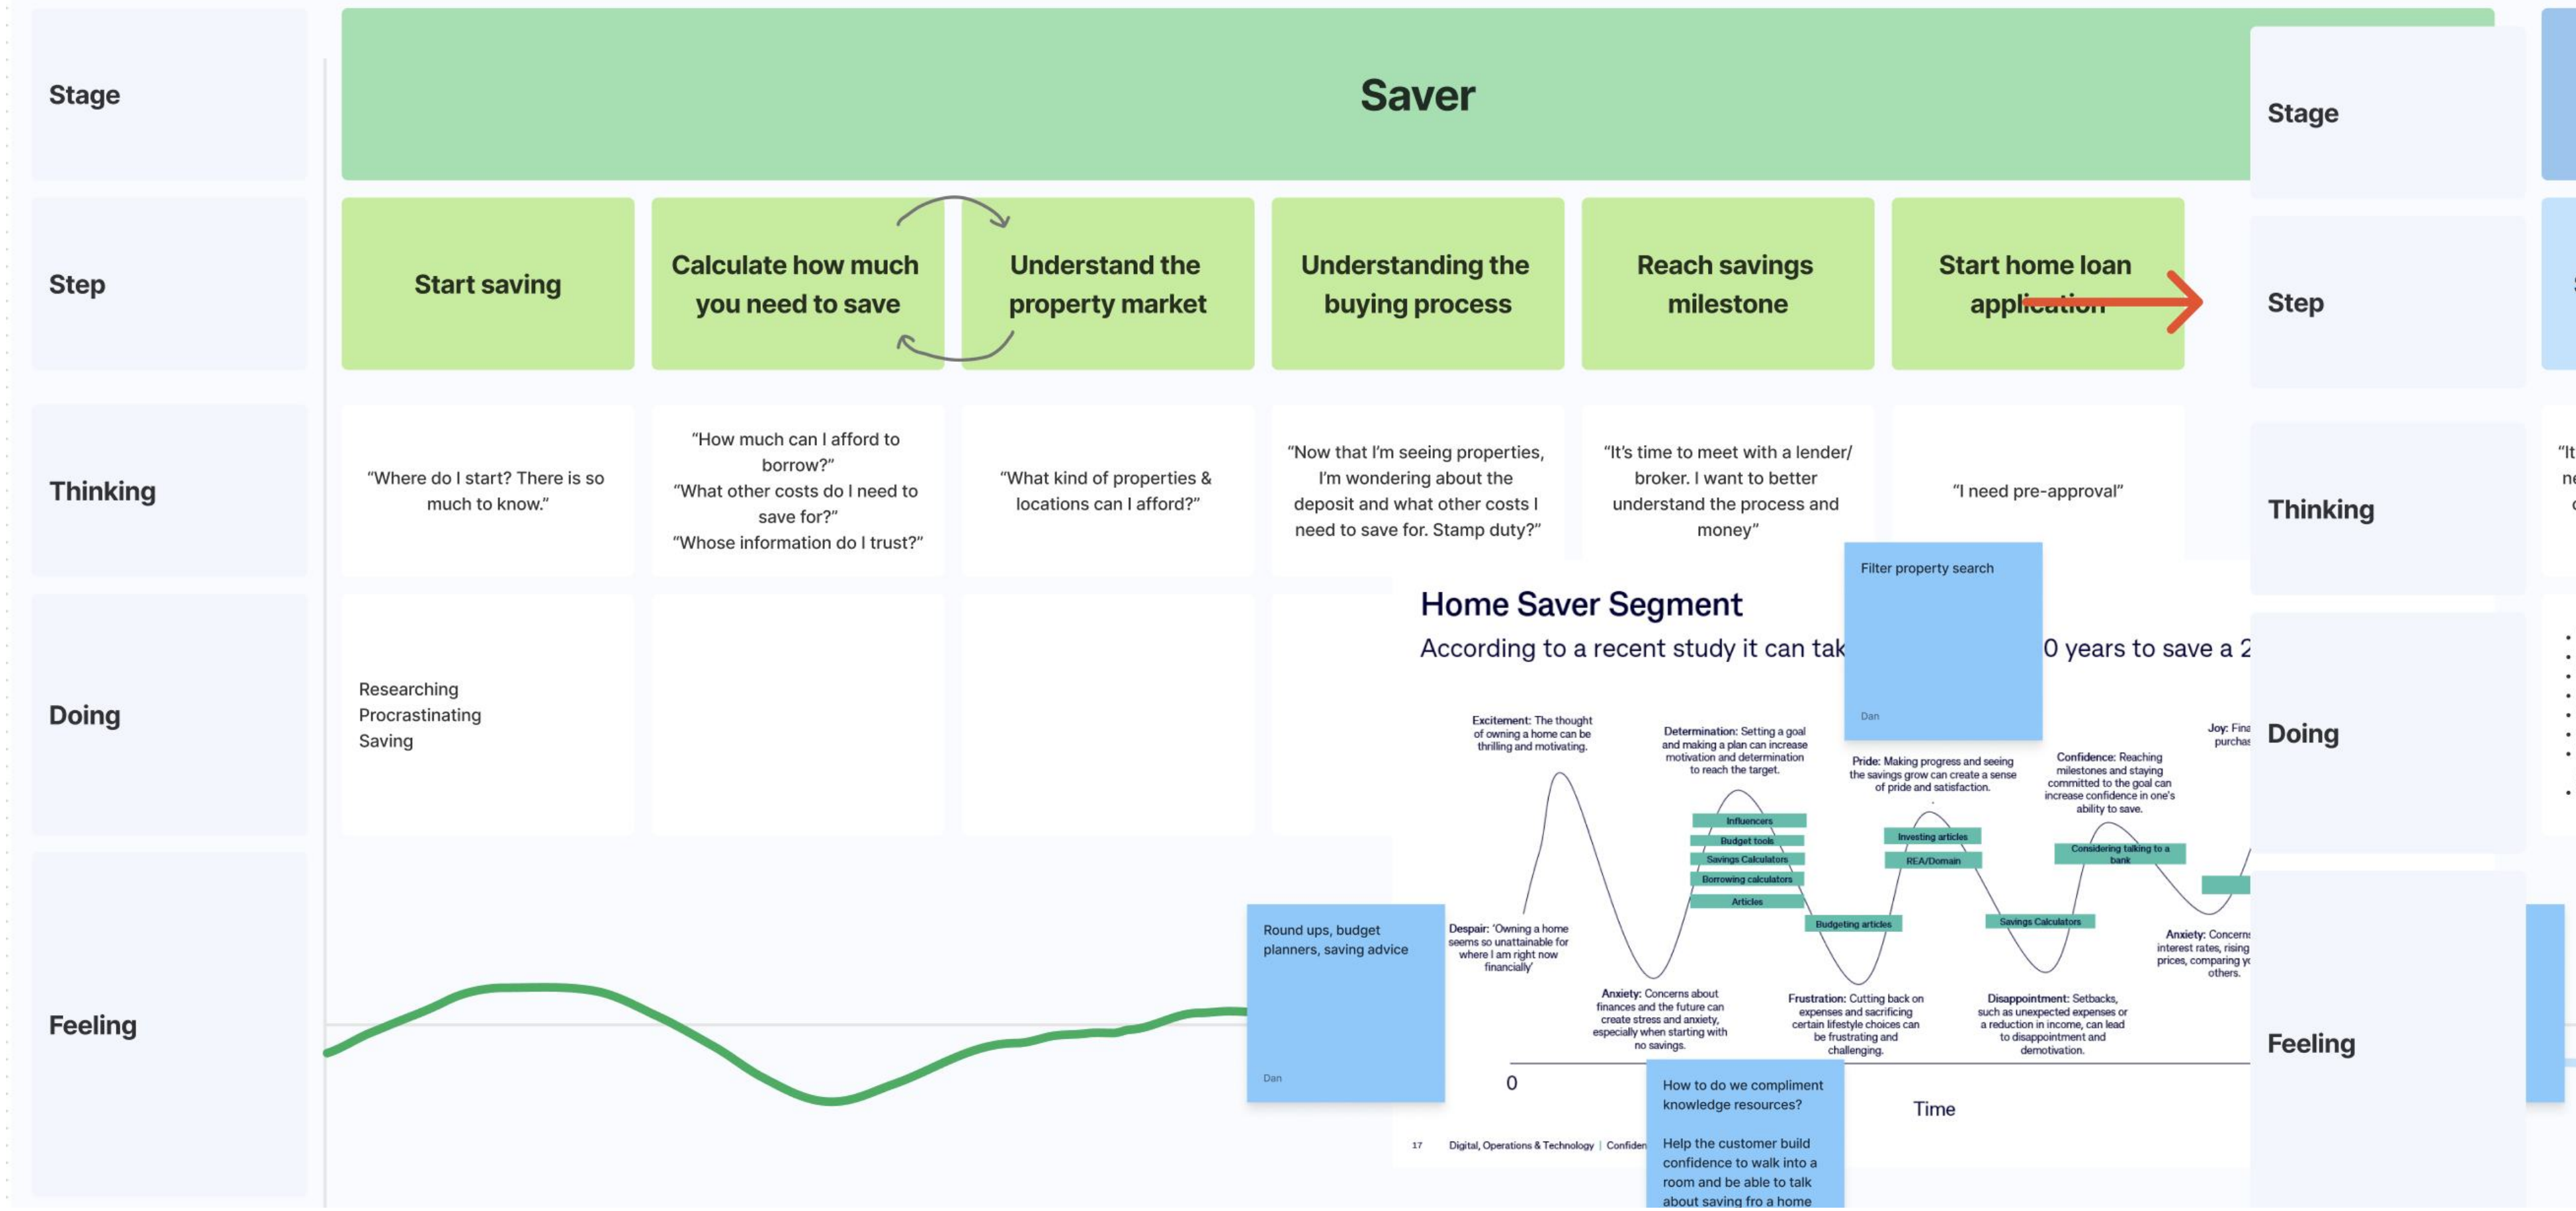 Stage
Saver
Stage
Step
Start saving
Calculate how much
you need to save
Understand the
property market
Understanding the
buying process
Reach savings
milestone
Start home loan
application
Step
Thinking
“Where do I start? There is so
much to know.”
“How much can I afford to
borrow?”
“What other costs do I need to
save for?”
“Whose information do I trust?”
“What kind of properties &
locations can I afford?”
“Now that I’m seeing properties,
I’m wondering about the
deposit and what other costs I
need to save for. Stamp duty?”
“It’s time to meet with a lender/
broker. I want to better
understand the process and
money”
“I need pre-approval”
Thinking
“It
Doing
Researching
Procrastinating
Saving
Filter property search
Dan
Home Saver Segment
According to a recent study it can tak
0 years to save a 2
Doing
Excitement: The thought
of owning a home can be
thrilling and motivating.
Determination: Setting a goal
and making a plan can increase
motivation and determination
to reach the target.
Pride: Making progress and seeing
the savings grow can create a sense
of pride and satisfaction.
Confidence: Reaching
milestones and staying
committed to the goal can
increase confidence in one’s
ability to save.
Joy: Fina
purchas
Influencers
Budget tools
Savings Calculators
Borrowing calculators
Articles
Investing articles
REA/Domain
Considering talking to a
bank
Budgeting articles
Savings Calculators
Despair: ‘Owning a home
seems so unattainable for
where I am right now
financially’
Anxiety: Concerns about
finances and the future can
create stress and anxiety,
especially when starting with
no savings.
Frustration: Cutting back on
expenses and sacrificing
certain lifestyle choices can
be frustrating and
challenging.
Disappointment: Setbacks,
such as unexpected expenses or
a reduction in income, can lead
to disappointment and
demotivation.
Anxiety: Concerns
interest rates, rising
prices, comparing yo
others.
Feeling
Round ups, budget
planners, saving advice
Dan
Feeling
0
Time
17 Digital, Operations & Technology | Confiden
How to do we compliment
knowledge resources?
Help the customer build
confidence to walk into a
room and be able to talk
about saving fro a home